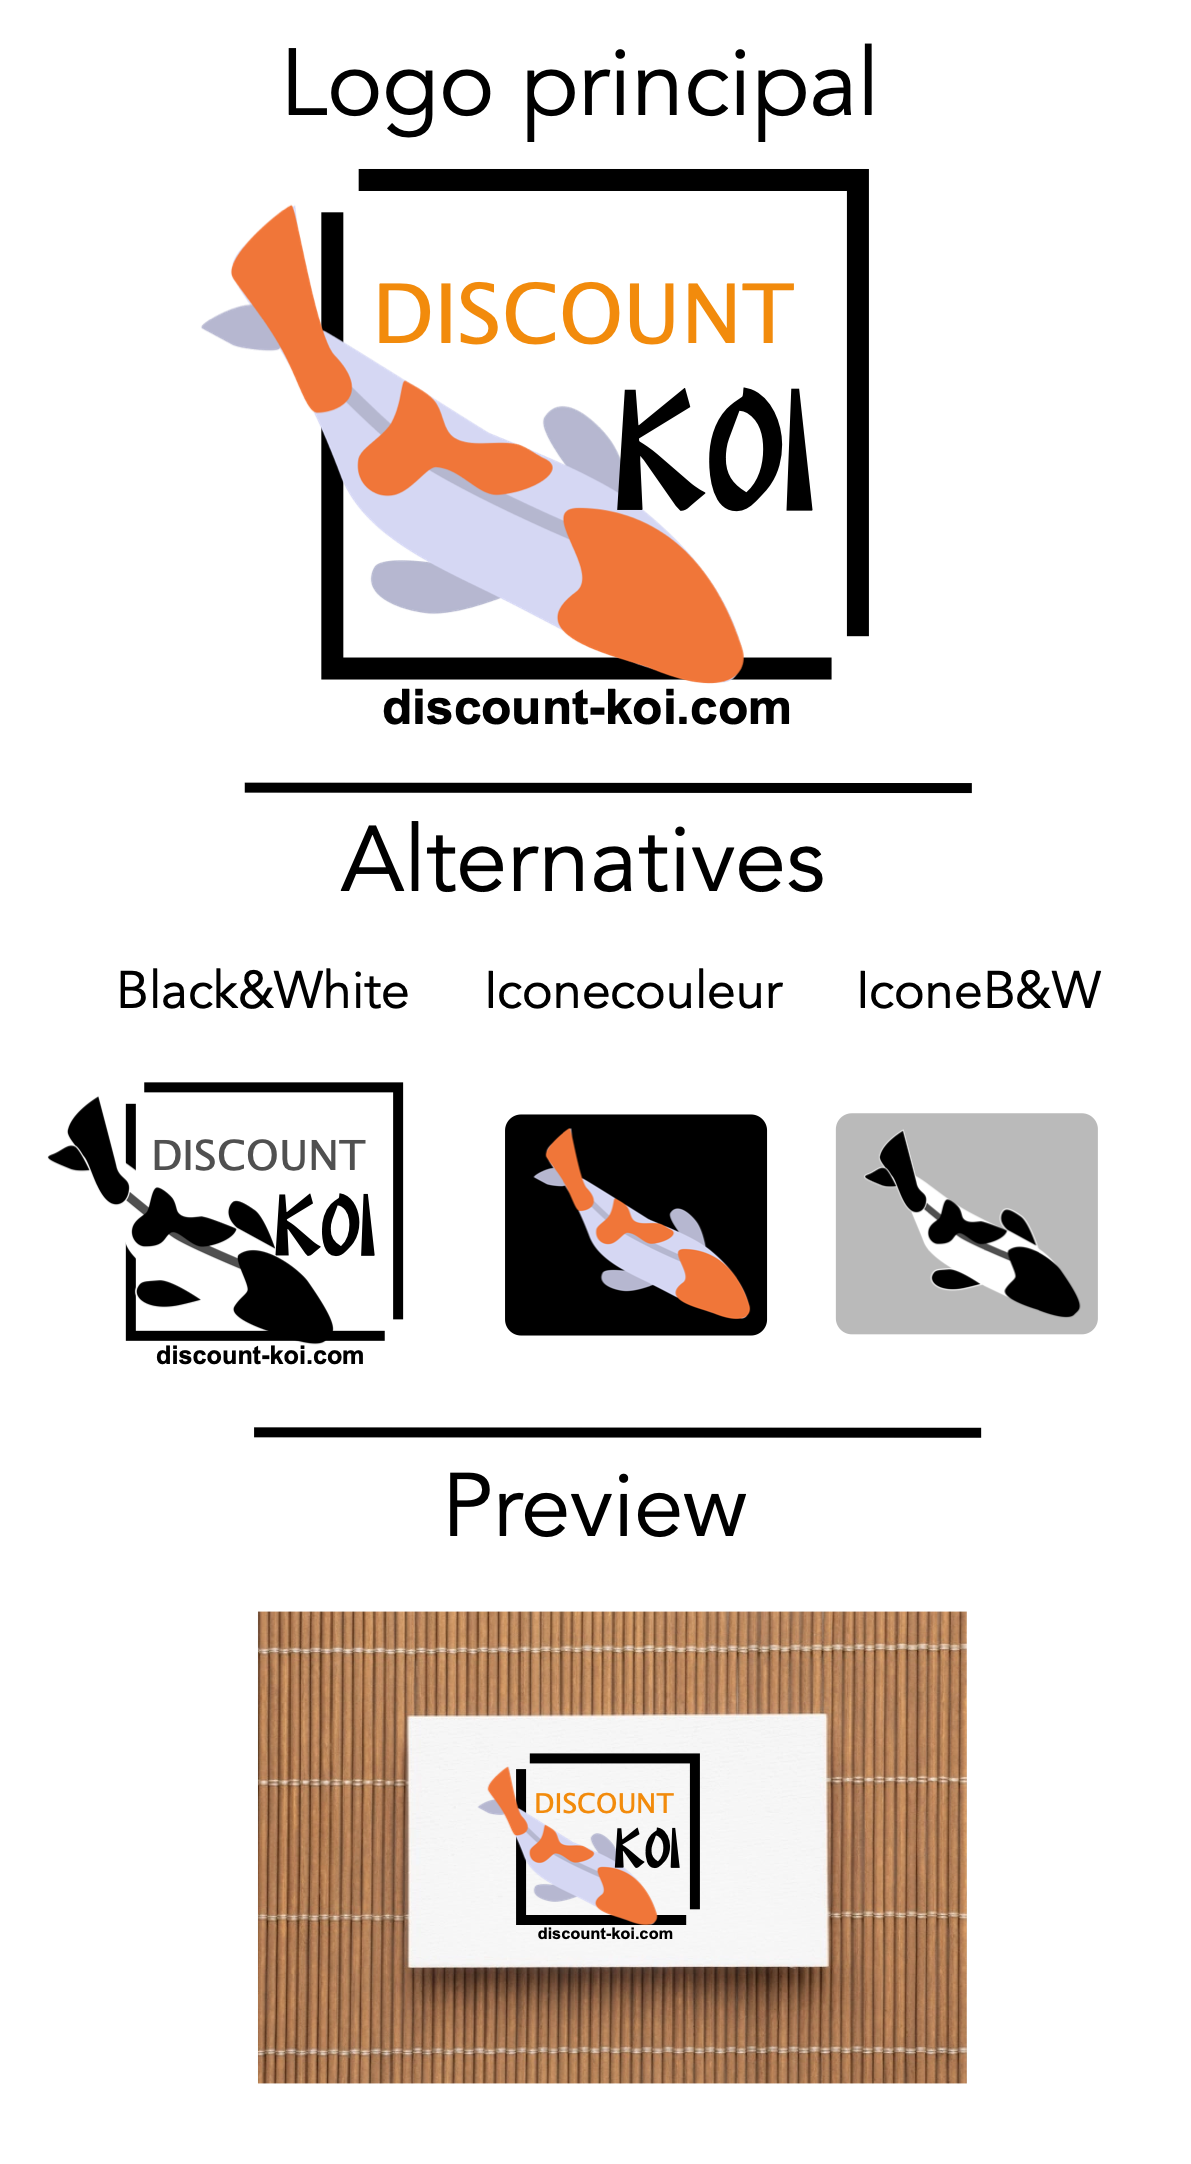 Logo principal
DISCOUNT
KOI
discount-koi.com
Alternatives
Black&White
Iconecouleur
IconeB&W
DISCOUNT
KOI
discount-koi.com
Preview
DISCOUNT
KOI
discount-koi.com